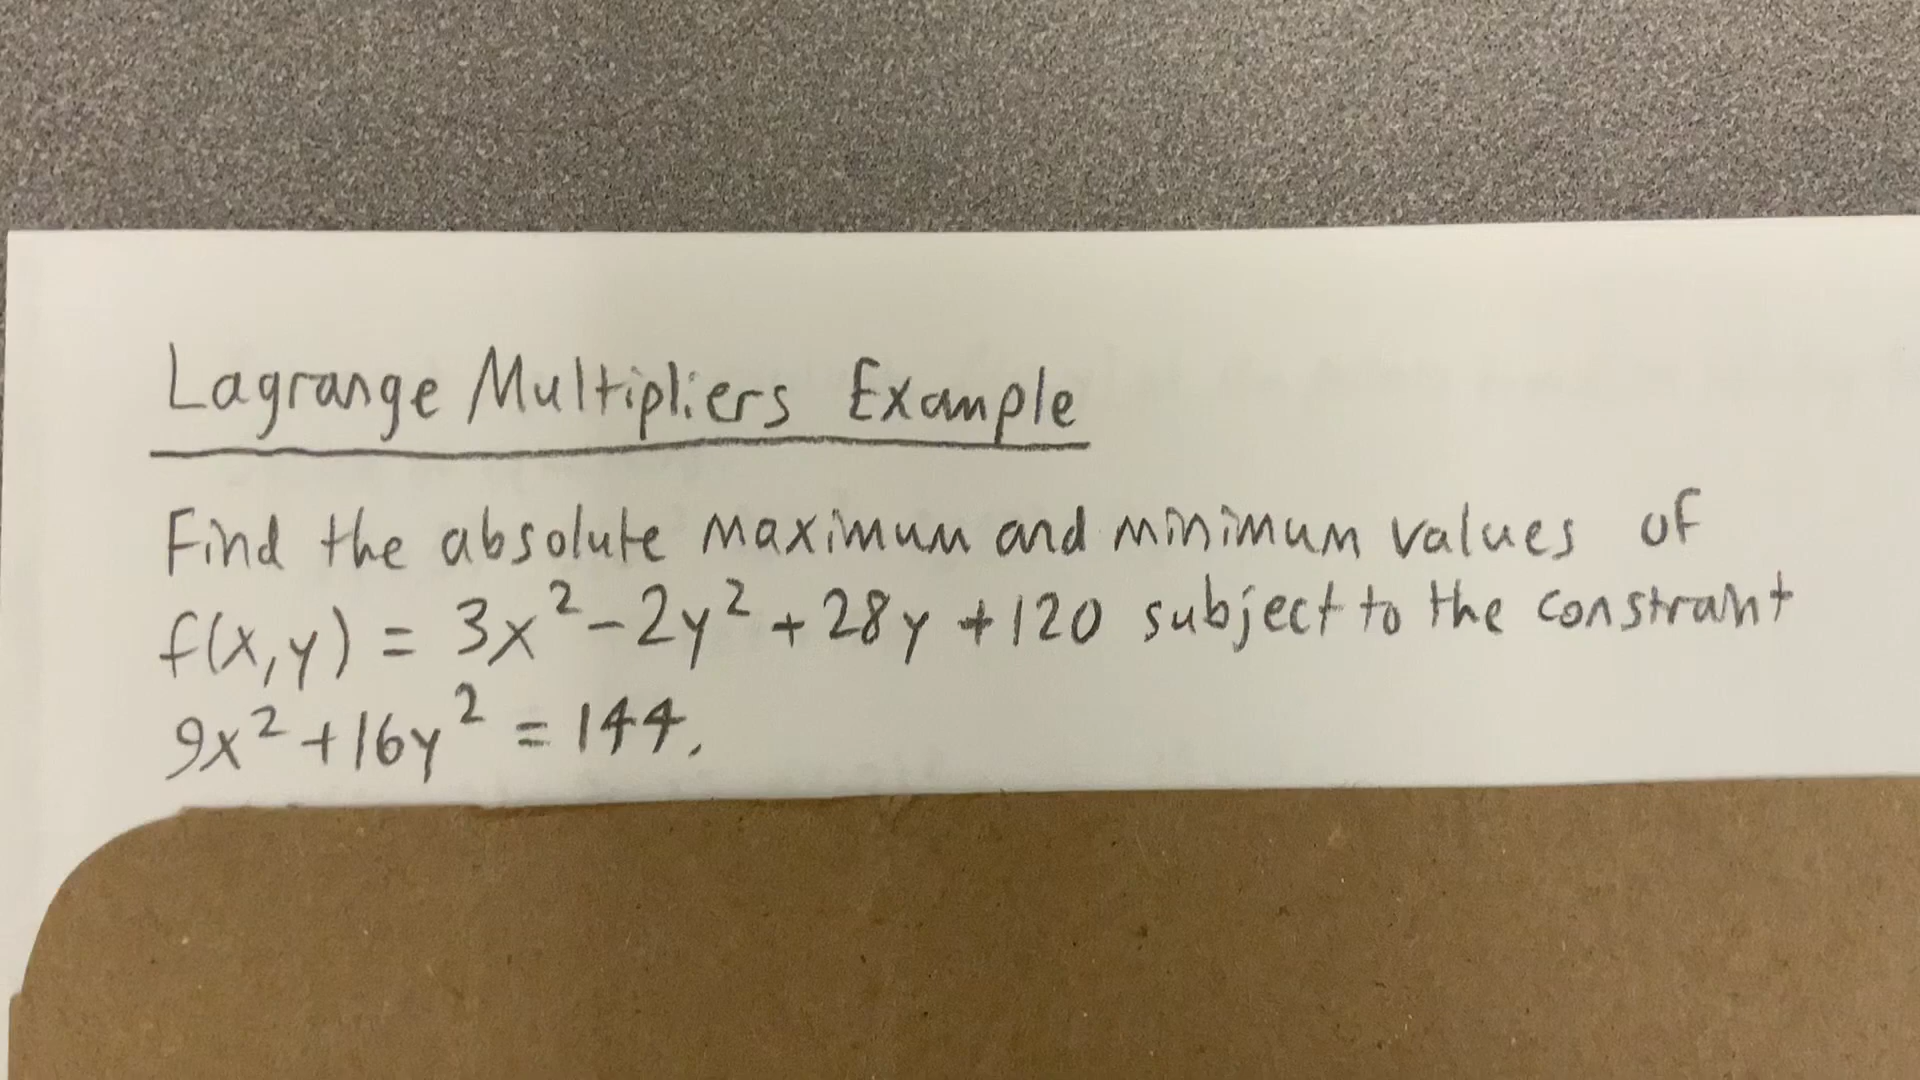 Lagrange Multipliers Example
Find the absolute maximum and minimum values of
f(x,y) = 3x² - 2y² + 28y + 120 subject to the constraint
9x² + 16y² = 144.